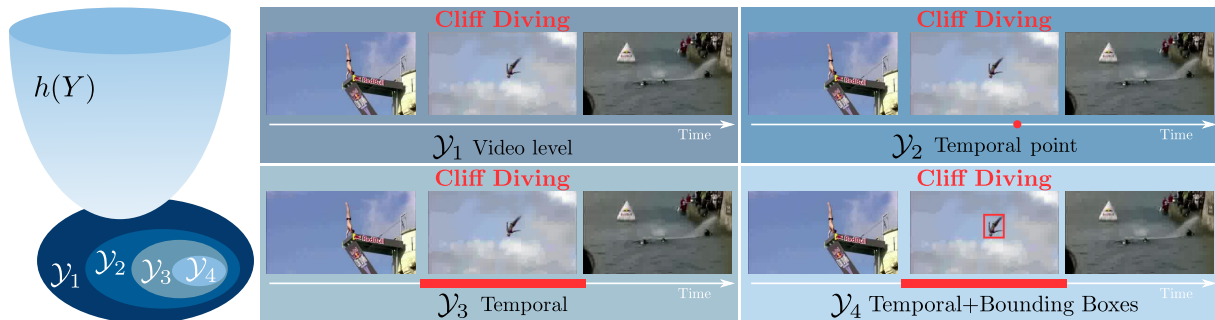 h(Y)
𝒴1
𝒴2
𝒴3
𝒴4
Cliff Diving
Time
𝒴1 Video level
Cliff Diving
Time
𝒴2 Temporal point
Cliff Diving
Time
𝒴3 Temporal
Cliff Diving
Time
𝒴4 Temporal+Bounding Boxes